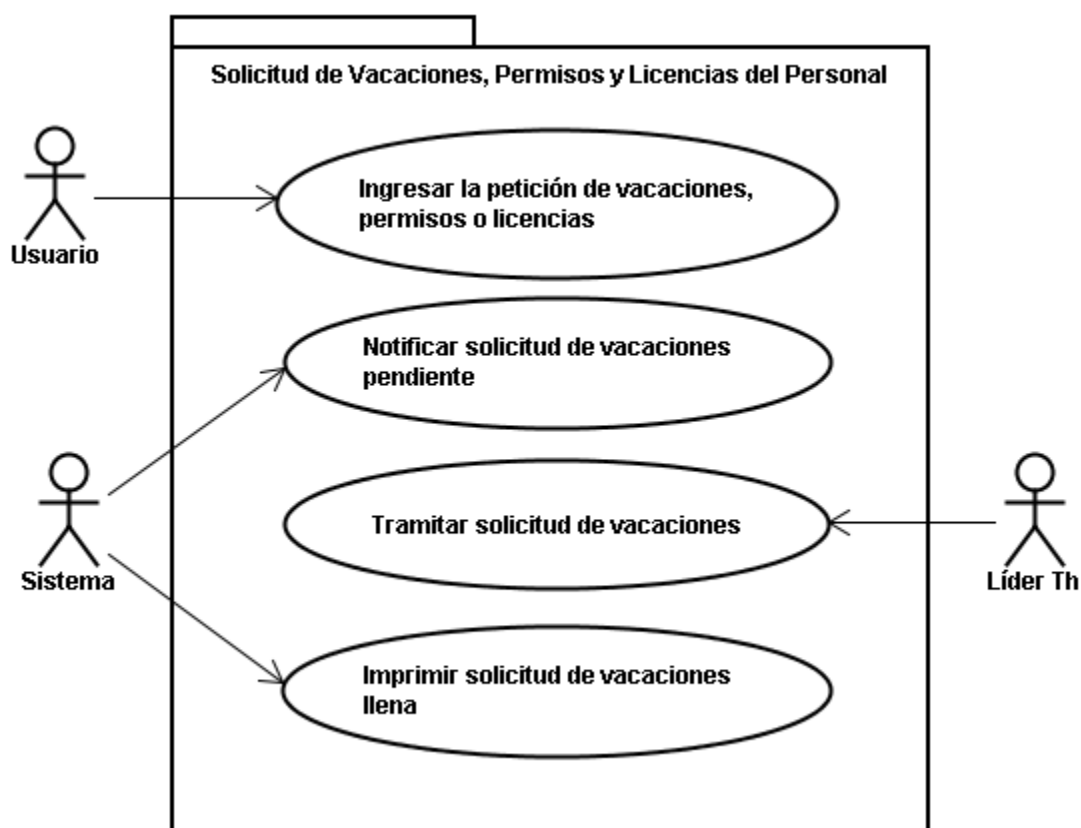 Solicitud de Vacaciones, Permisos y Licencias del Personal
Ingresar la petición de vacaciones,
permisos o licencias
Usuario
Notificar solicitud de vacaciones
pendiente
Tramitar solicitud de vacaciones
Sistema
Líder Th
Imprimir solicitud de vacaciones
llena